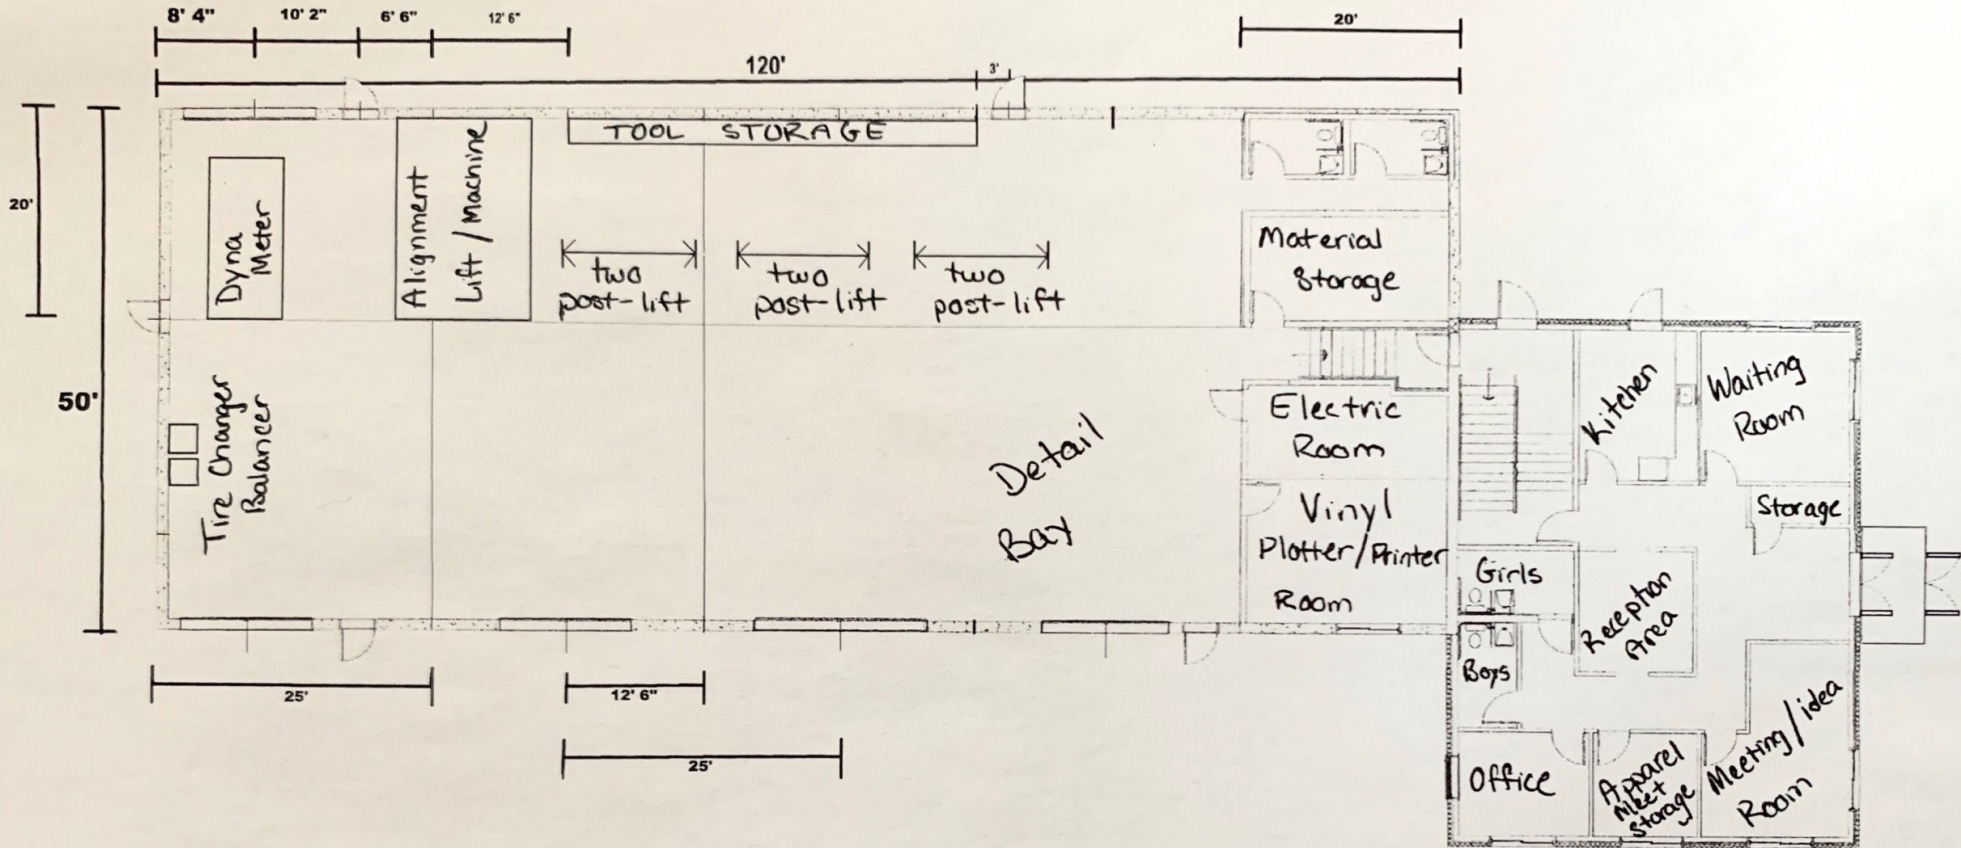 8' 4"
10' 2"
6' 6"
12' 6"
20'
120'
3'
TOOL STORAGE
20'
Dyna
Meter
Alignment
Lift / Machine
two
post-lift
two
post-lift
two
post-lift
Material
Storage
50'
Tire Changer
Balancer
Detail
Bay
Electric
Room
Vinyl
Plotter/Printer
Room
Kitchen
Waiting
Room
Storage
Girls
Reception
Area
Boys
Office
Apparel
Meet
Storage
Meeting/idea
Room
25'
12' 6"
25'